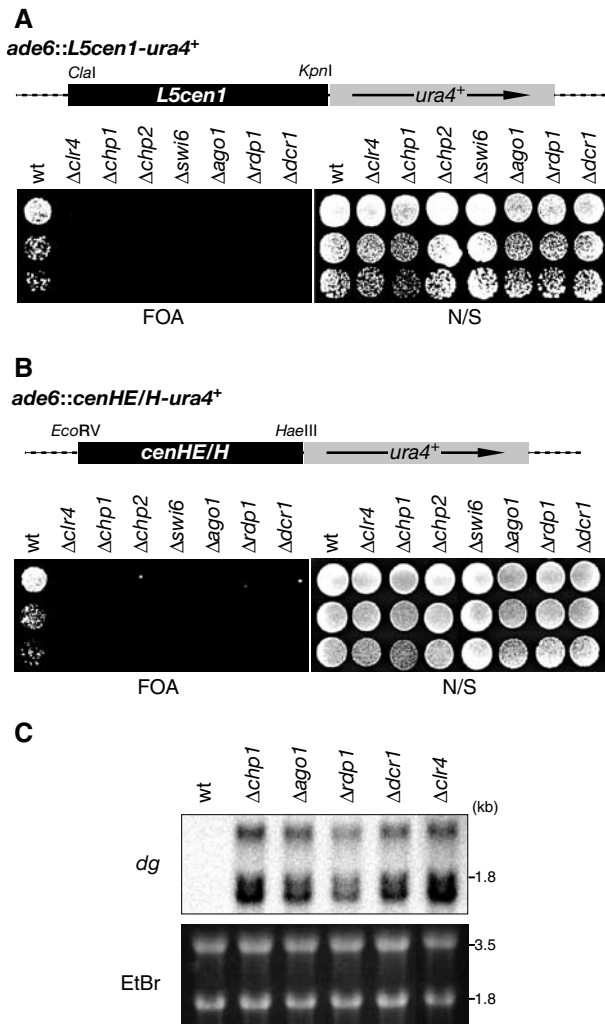 A
ade6::L5cen1-ura4+
ClaI KpnI
L5cen1 ura4+
wt Δclr4 Δchp1 Δchp2 Δswi6 Δago1 Δrdp1 Δdcr1 wt Δclr4 Δchp1 Δchp2 Δswi6 Δago1 Δrdp1 Δdcr1
FOA N/S
B
ade6::cenHE/H-ura4+
EcoRV HaeIII
cenHE/H ura4+
wt Δclr4 Δchp1 Δchp2 Δswi6 Δago1 Δrdp1 Δdcr1 wt Δclr4 Δchp1 Δchp2 Δswi6 Δago1 Δrdp1 Δdcr1
FOA N/S
C
wt Δchp1 Δago1 Δrdp1 Δdcr1 Δclr4
(kb)
dg
-1.8
-3.5
EtBr
-1.8